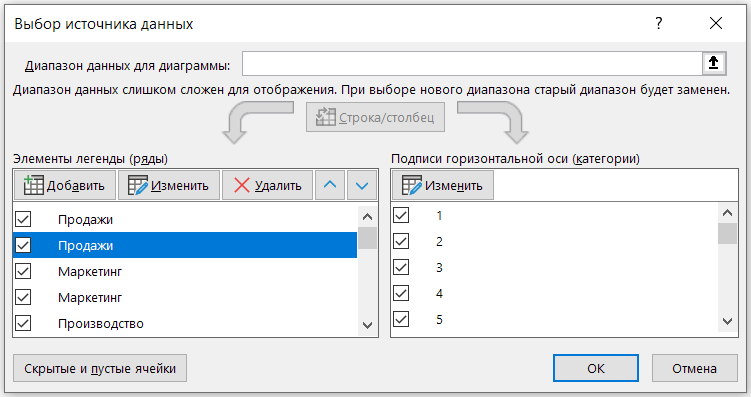 Выбор источника данных
?
Диапазон данных для диаграммы:
Диапазон данных слишком сложен для отображения. При выборе нового диапазона старый диапазон будет заменен.
Строка/столбец
Элементы легенды (ряды)
Добавить Изменить Удалить
Продажи
Продажи
Маркетинг
Маркетинг
Производство
Подписи горизонтальной оси (категории)
Изменить
1
2
3
4
5
Скрытые и пустые ячейки
ОК Отмена